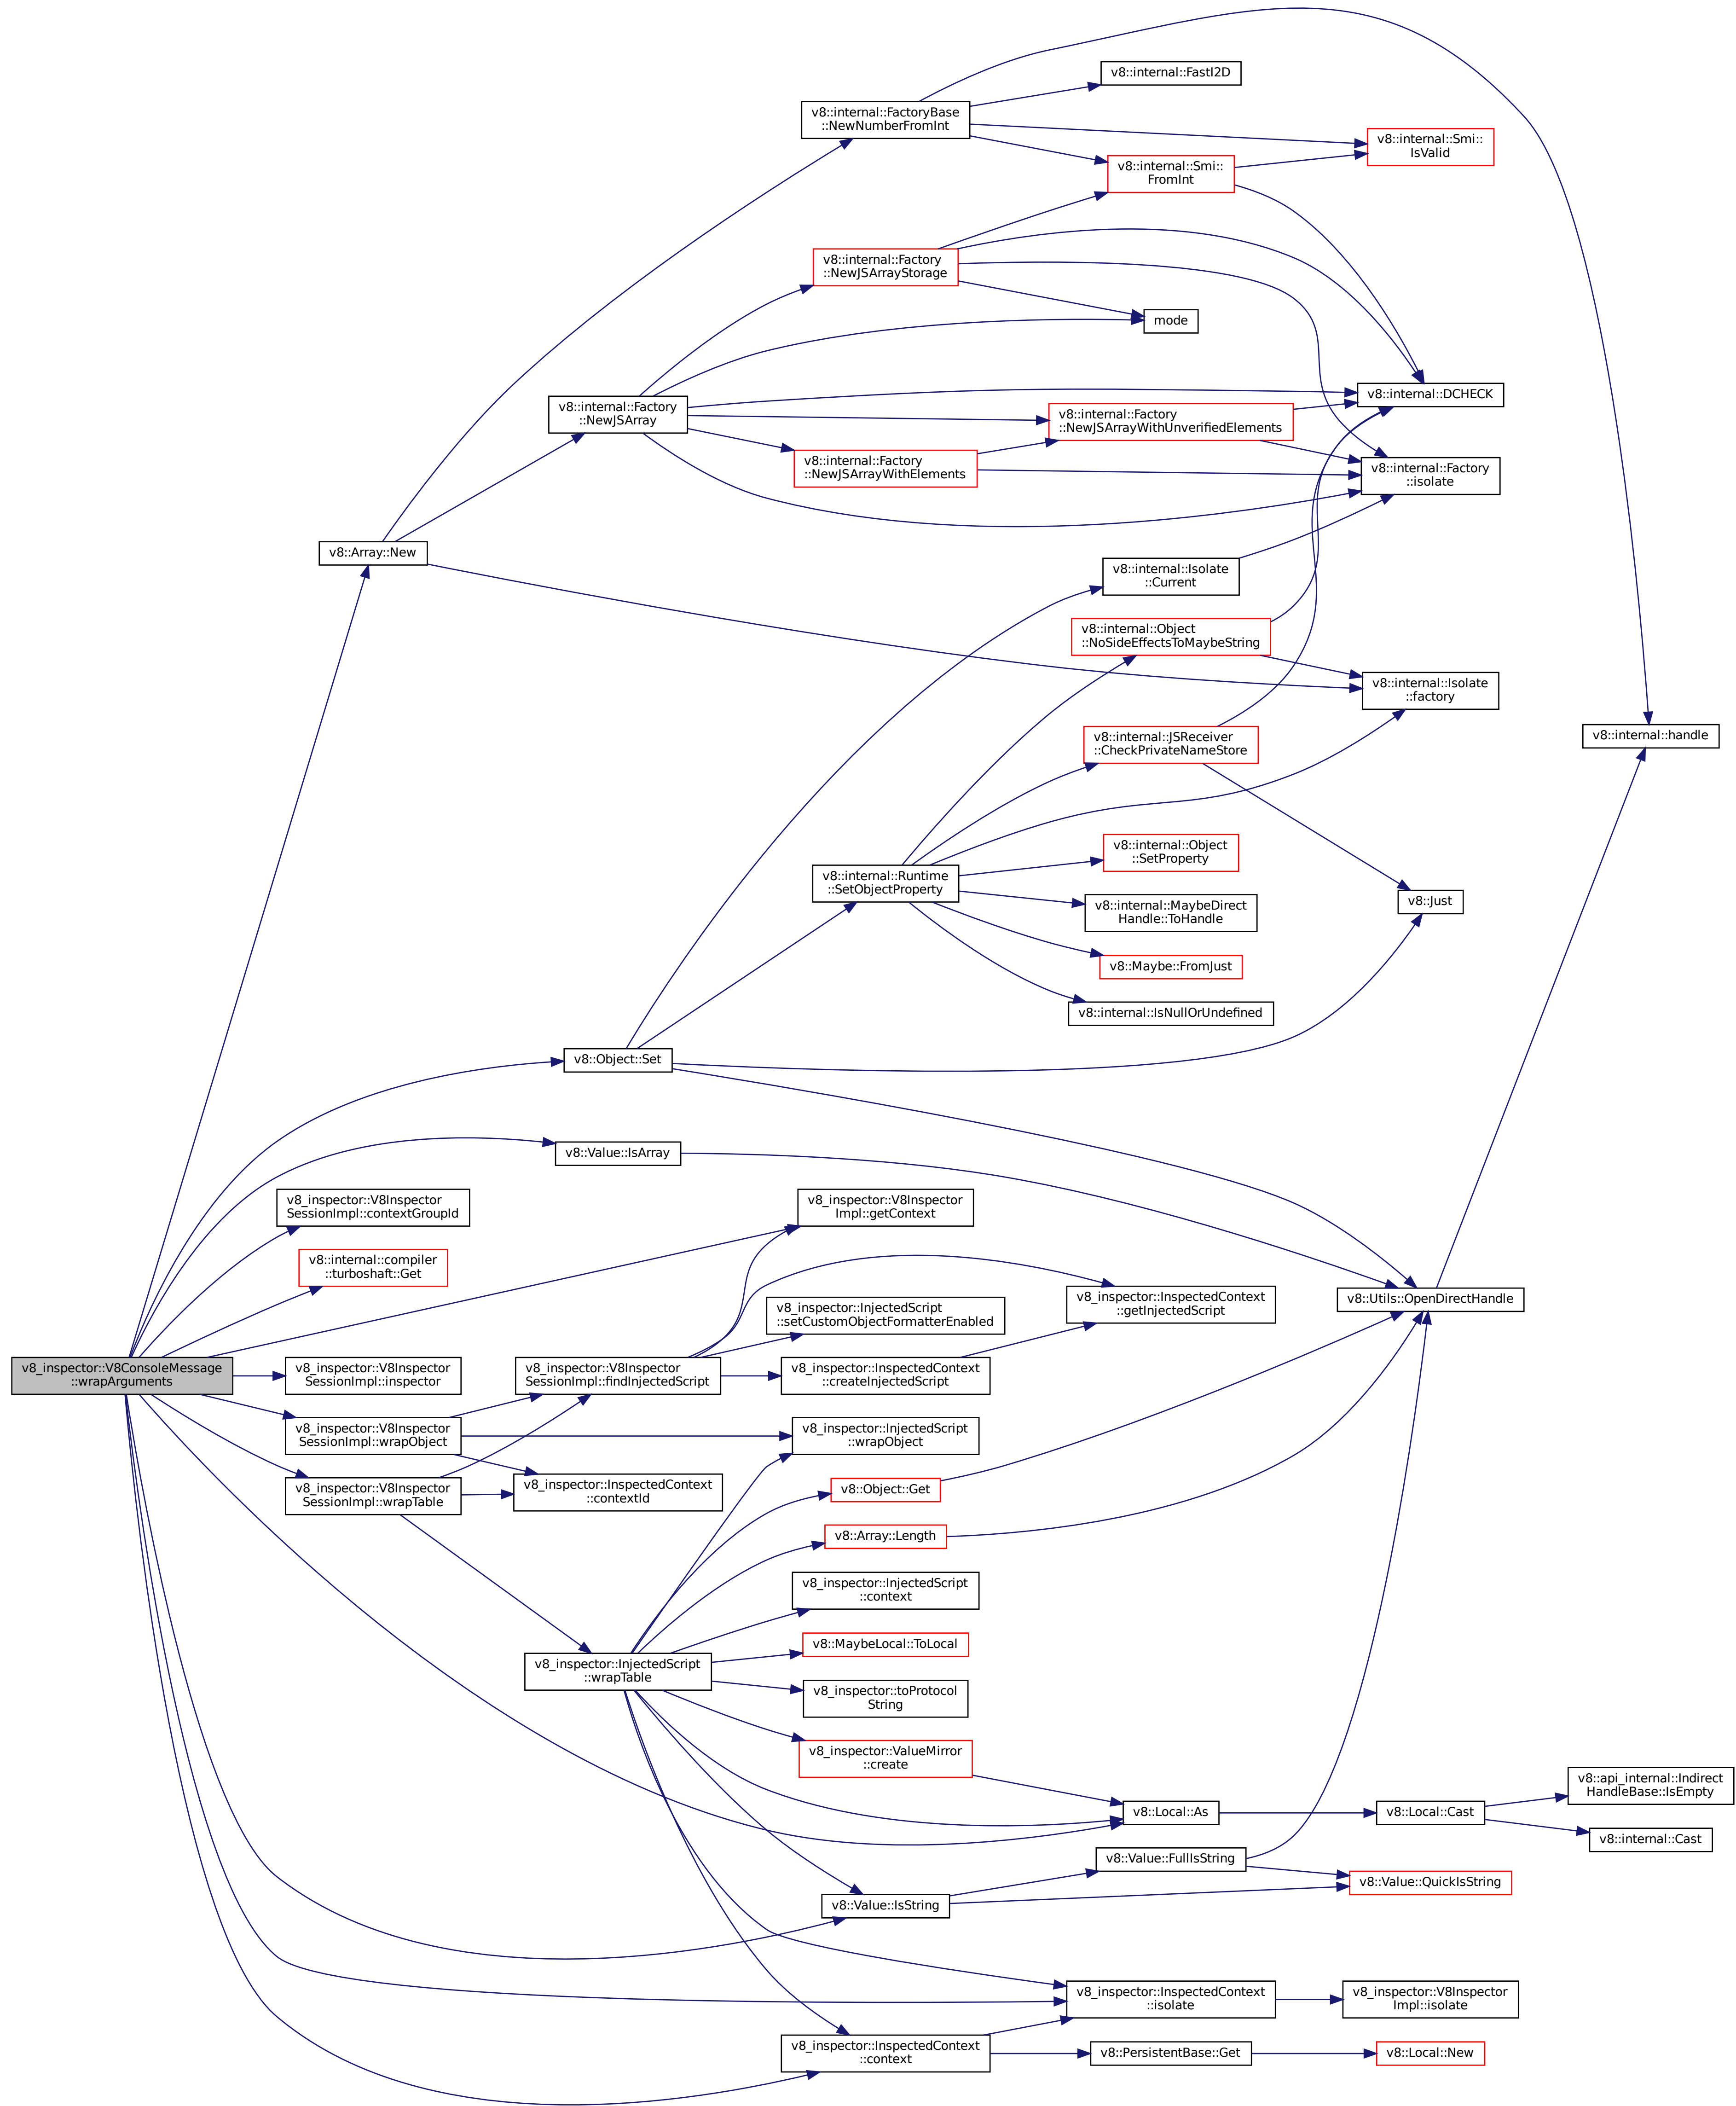 v8::internal::FastI2D
v8::internal::FactoryBase
::NewNumberFromInt
v8::internal::Smi::
IsValid
v8::internal::Smi::
FromInt
v8::internal::Factory
::NewJSArrayStorage
mode
v8::internal::DCHECK
v8::internal::Factory
::NewJSArray
v8::internal::Factory
::NewJSArrayWithUnverifiedElements
v8::internal::Factory
::NewJSArrayWithElements
v8::internal::Factory
::isolate
v8::Array::New
v8::internal::Isolate
::Current
v8::internal::Object
::NoSideEffectsToMaybeString
v8::internal::Isolate
::factory
v8::internal::JSReceiver
::CheckPrivateNameStore
v8::internal::handle
v8::internal::Object
::SetProperty
v8::internal::Runtime
::SetObjectProperty
v8::Just
v8::internal::MaybeDirect
Handle::ToHandle
v8::Maybe::FromJust
v8::internal::IsNullOrUndefined
v8::Object::Set
v8::Value::IsArray
v8_inspector::V8Inspector
SessionImpl::contextGroupId
v8_inspector::V8Inspector
Impl::getContext
v8::internal::compiler
::turboshaft::Get
v8_inspector::InspectedContext
::getInjectedScript
v8::Utils::OpenDirectHandle
v8_inspector::InjectedScript
::setCustomObjectFormatterEnabled
v8_inspector::V8ConsoleMessage
::wrapArguments
v8_inspector::V8Inspector
SessionImpl::inspector
v8_inspector::V8Inspector
SessionImpl::findInjectedScript
v8_inspector::InspectedContext
::createInjectedScript
v8_inspector::V8Inspector
SessionImpl::wrapObject
v8_inspector::InjectedScript
::wrapObject
v8_inspector::V8Inspector
SessionImpl::wrapTable
v8_inspector::InspectedContext
::contextId
v8::Object::Get
v8::Array::Length
v8_inspector::InjectedScript
::context
v8::MaybeLocal::ToLocal
v8_inspector::InjectedScript
::wrapTable
v8_inspector::toProtocol
String
v8_inspector::ValueMirror
::create
v8::api_internal::Indirect
HandleBase::IsEmpty
v8::Local::As
v8::Local::Cast
v8::internal::Cast
v8::Value::FullIsString
v8::Value::QuickIsString
v8::Value::IsString
v8_inspector::InspectedContext
::isolate
v8_inspector::V8Inspector
Impl::isolate
v8_inspector::InspectedContext
::context
v8::PersistentBase::Get
v8::Local::New